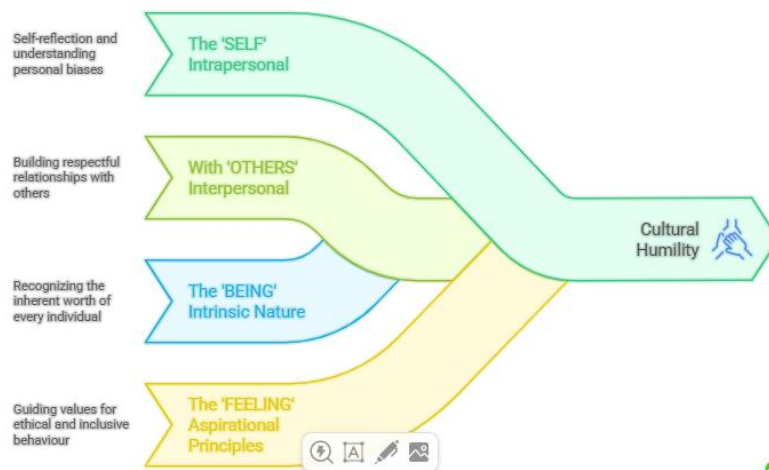 Self-reflection and
understanding
personal biases
The 'SELF'
Intrapersonal
Building respectful
relationships with
others
With 'OTHERS'
Interpersonal
Cultural
Humility
Recognizing the
inherent worth of
every individual
The 'BEING'
Intrinsic Nature
Guiding values for
ethical and inclusive
behaviour
The 'FEELING'
Aspirational
Principles
A